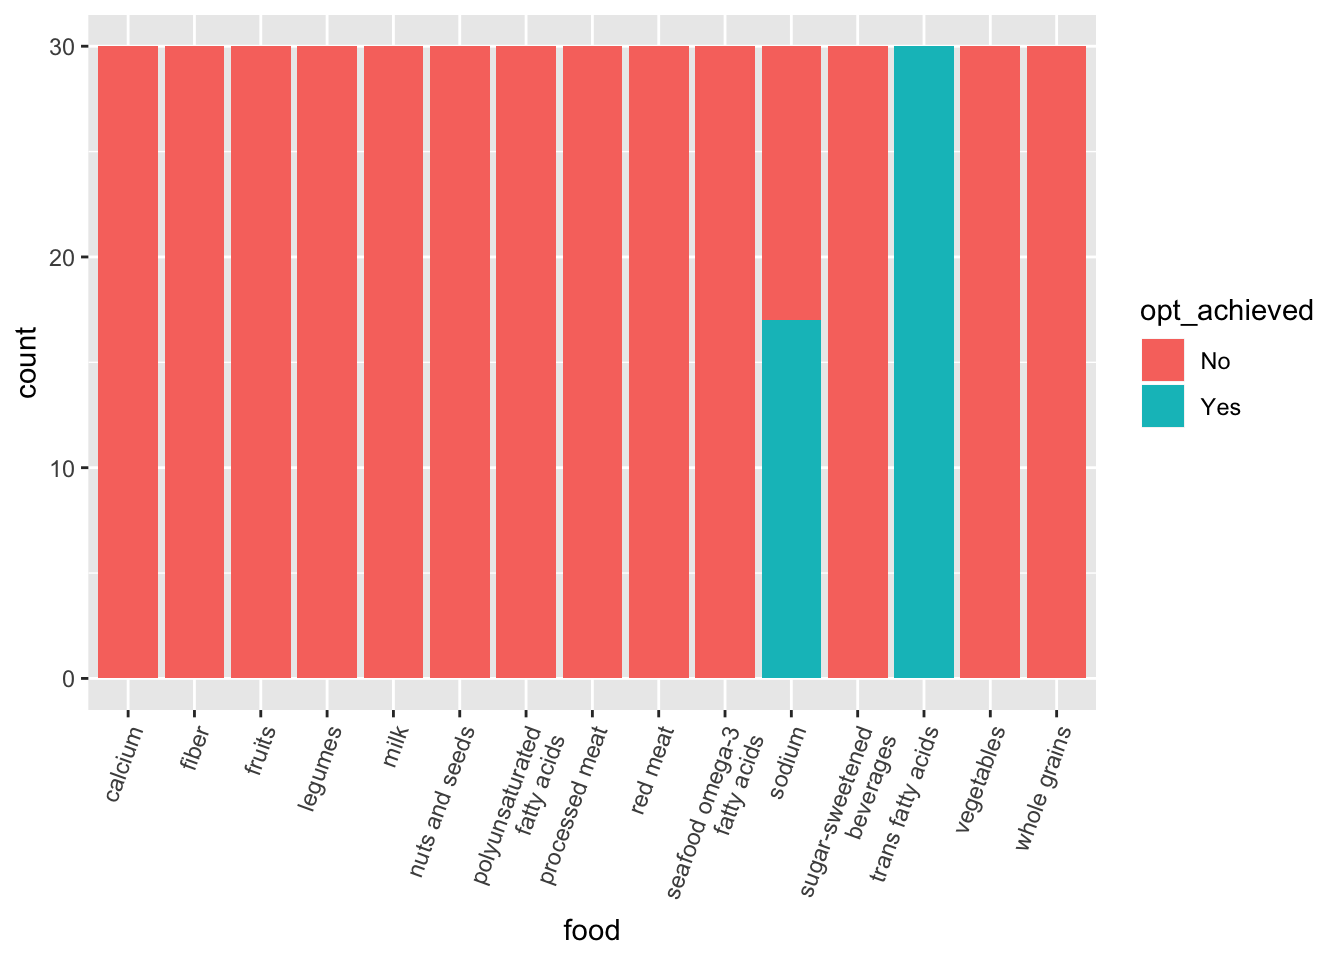 30
20
10
0
count
calcium
fiber
fruits
legumes
milk
nuts and seeds
polyunsaturated
fatty acids
processed meat
red meat
seafood omega-3
fatty acids
sodium
sugar-sweetened
beverages
trans fatty acids
vegetables
whole grains
food
opt_achieved
No
Yes